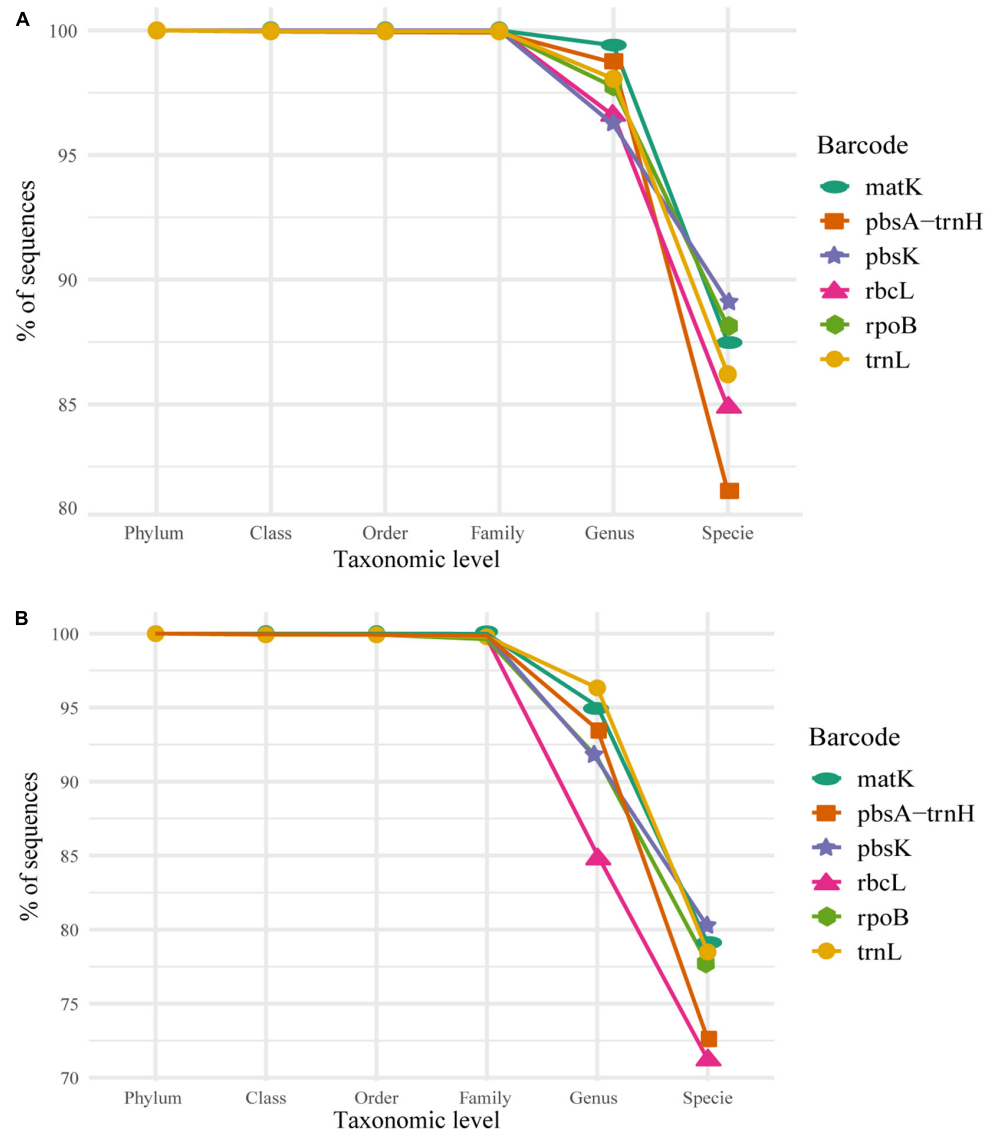 A
100
95
90
85
80
% of sequences
Phylum Class Order Family Genus Specie
Taxonomic level
Barcode
matK
pbsA−trnH
pbsK
rbcL
rpoB
trnL
B
100
95
90
85
80
75
70
% of sequences
Phylum Class Order Family Genus Specie
Taxonomic level
Barcode
matK
pbsA−trnH
pbsK
rbcL
rpoB
trnL